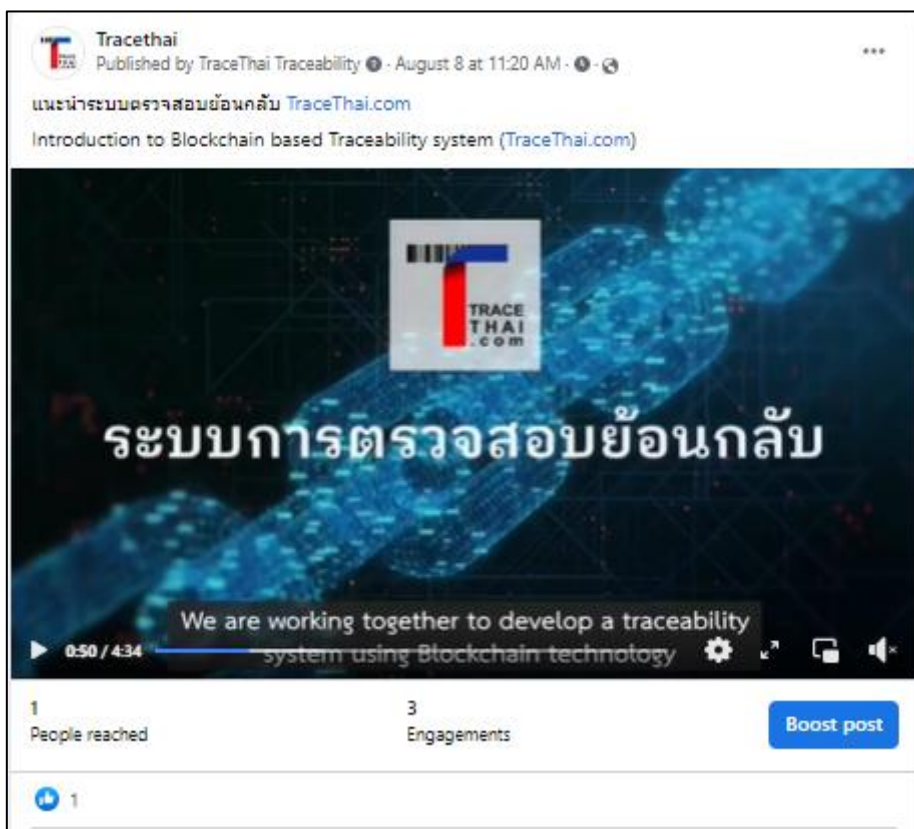 Tracethai
Published by TraceThai Traceability · August 8 at 11:20 AM ·
แนะนำระบบตรวจสอบย้อนกลับ TraceThai.com
Introduction to Blockchain based Traceability system (TraceThai.com)
TRACE
THAI
.com
ระบบการตรวจสอบย้อนกลับ
We are working together to develop a traceability
system using Blockchain technology
0:50 / 4:34
1
People reached
3
Engagements
Boost post
1